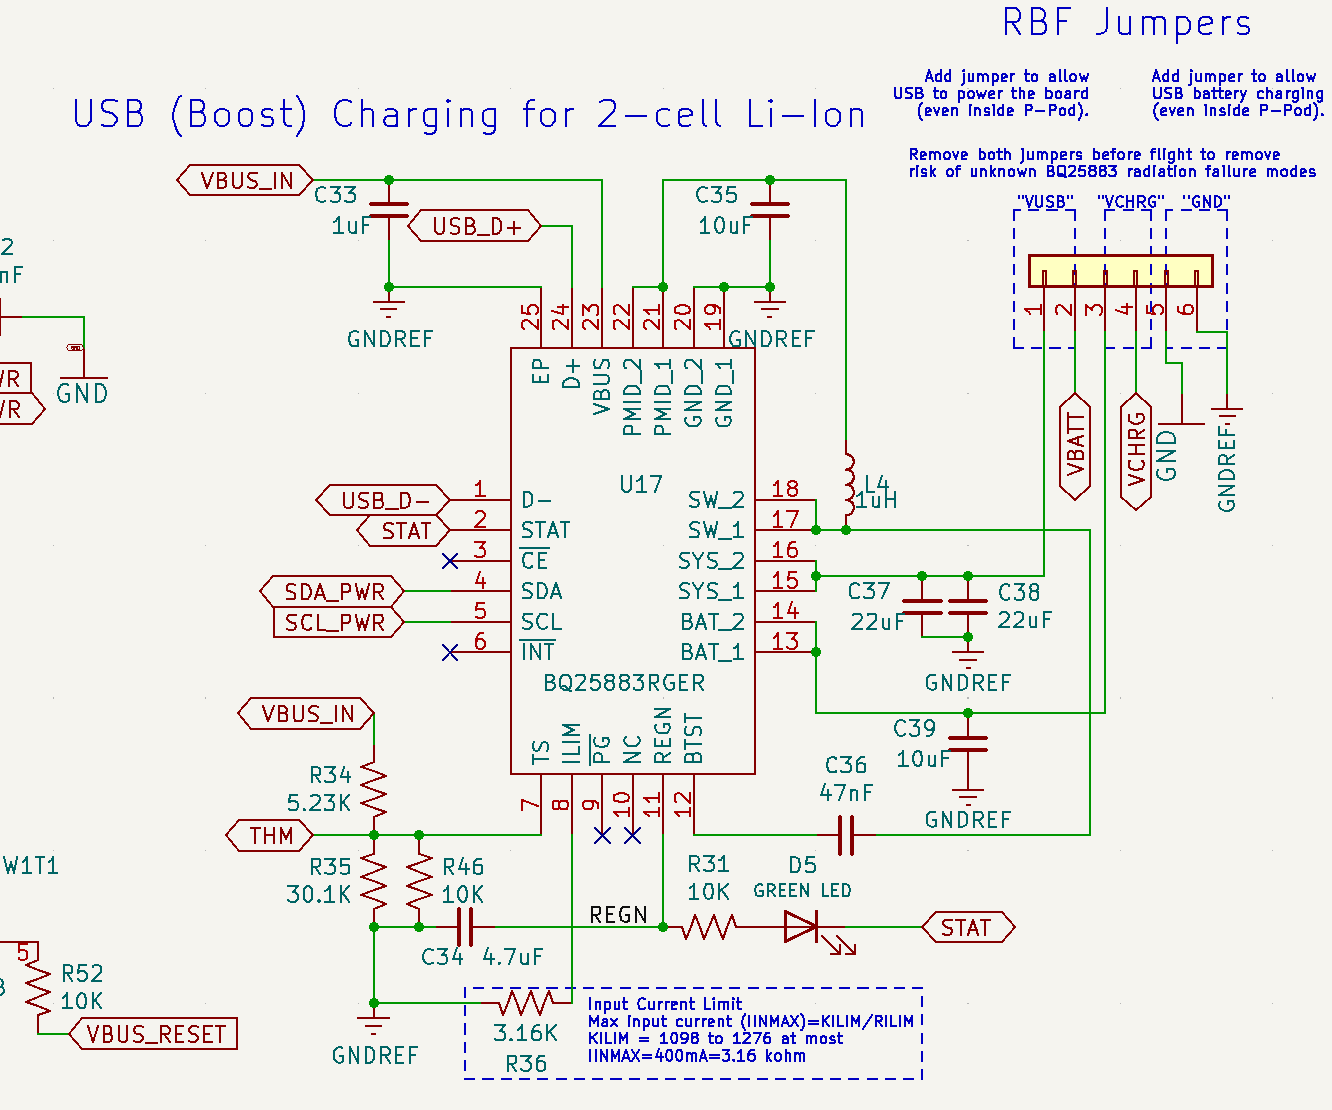 RBF Jumpers
Add jumper to allow
USB to power the board
(even inside P-Pod).
Add jumper to allow
USB battery charging
(even inside P-Pod).
USB (Boost) Charging for 2-cell Li-Ion
Remove both jumpers before flight to remove
risk of unknown BQ25883 radiation failure modes
"VUSB" "VCHRG" "GND"
1 2 3 4 5 6
VBATT
VCHRG
GND
GNDREF
VBUS_IN
C33
1uF
USB_D+
GNDREF
C35
10uF
GNDREF
25 24 23 22 21 20 19
EP D+ VBUS PMID_2 PMID_1 GND_2 GND_1
2
nF
GND
WR
WR
U17
L4
1uH
USB_D- 1 D-
STAT 2 STAT
3 CE
SDA_PWR 4 SDA
SCL_PWR 5 SCL
6 INT
SW_2 18
SW_1 17
SYS_2 16
SYS_1 15
BAT_2 14
BAT_1 13
C37
22uF
C38
22uF
GNDREF
BQ25883RGER
TS ILIM PG NC REGN BTST
7 8 9 10 11 12
C39
10uF
GNDREF
C36
47nF
VBUS_IN
R34
5.23K
THM
R35
30.1K
R46
10K
C34 4.7uF
REGN
R31
10K
D5
GREEN LED
STAT
W1T1
5
R52
10K
VBUS_RESET
GNDREF
3.16K
R36
Input Current Limit
Max input current (IINMAX)=KILIM/RILIM
KILIM = 1098 to 1276 at most
IINMAX=400mA=3.16 kohm